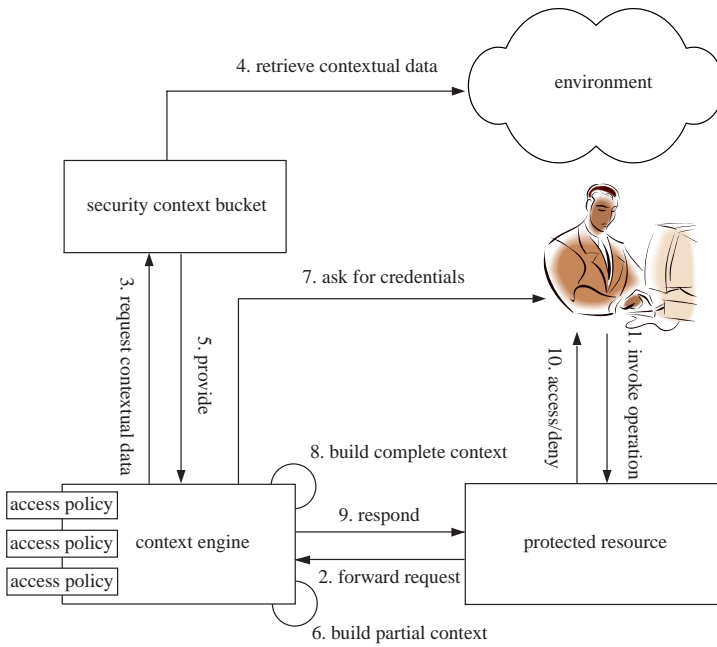 4. retrieve contextual data
environment
security context bucket
7. ask for credentials
3. request contextual data
5. provide
10. access/deny
1. invoke operation
8. build complete context
access policy
access policy
access policy
context engine
9. respond
protected resource
2. forward request
6. build partial context